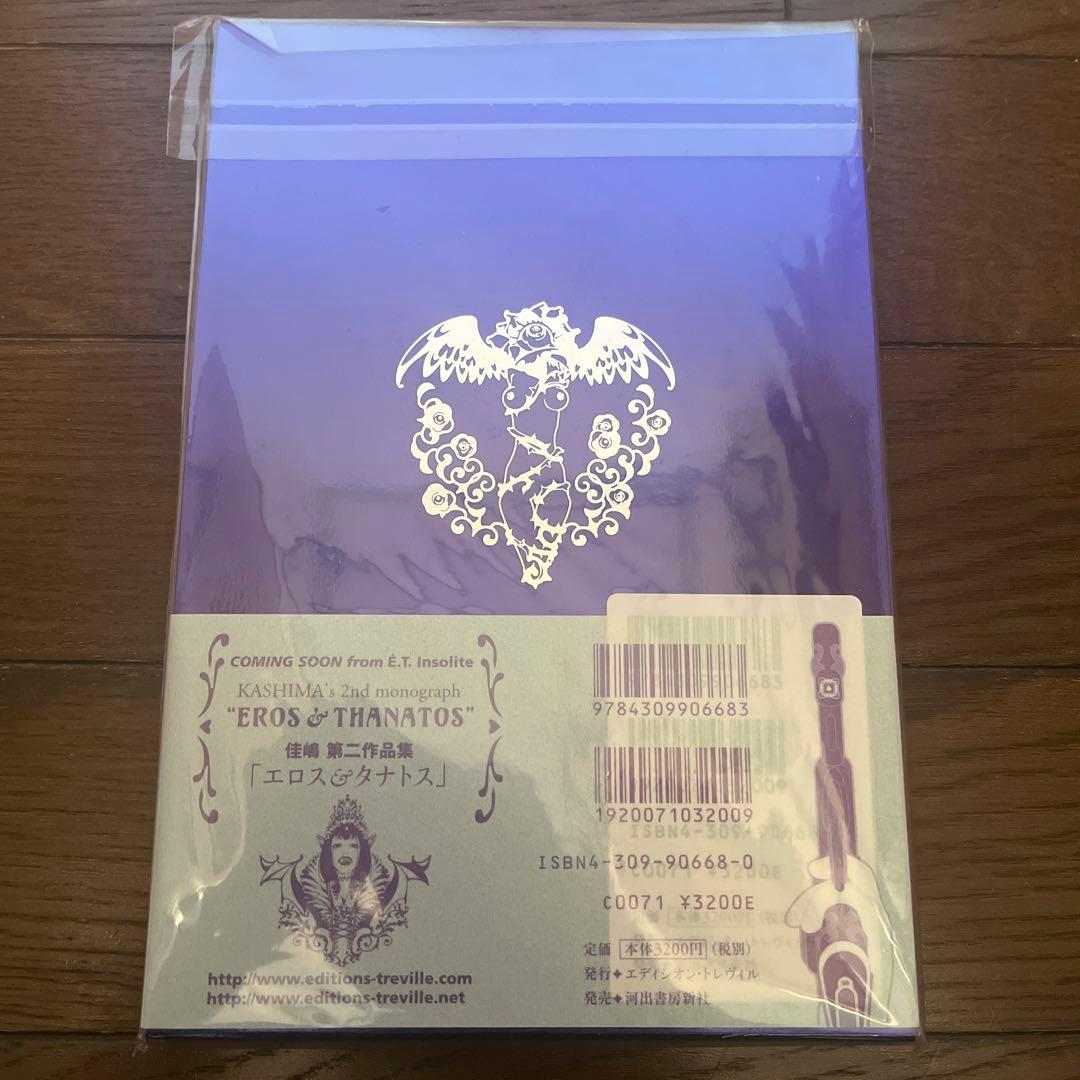 COMING SOON from É.T. Insolite
KASHIMA's 2nd monograph
"EROS & THANATOS"
佳嶋 第二作品集
「エロス&タナトス」
http://www.editions-treville.com
http://www.editions-treville.net
9784309906683
1920071032009
ISBN4-309-90668-0
C0071 ¥3200E
定価 本体3200円 (税別)
発行✦エディシオン・トレヴィル
発売✦河出書房新社